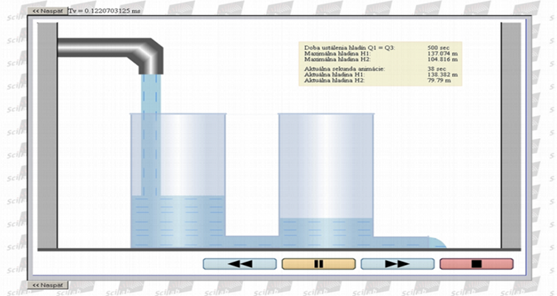 << Naspäť Tv = 0.1220703125 ms
Doba ustálenia hladín Q1 = Q3: 500 sec
Maximálna hladina H1: 137.074 m
Maximálna hladina H2: 104.816 m
Aktuálna sekunda animácie: 38 sec
Aktuálna hladina H1: 138.382 m
Aktuálna hladina H2: 79.79 m
<< Naspäť